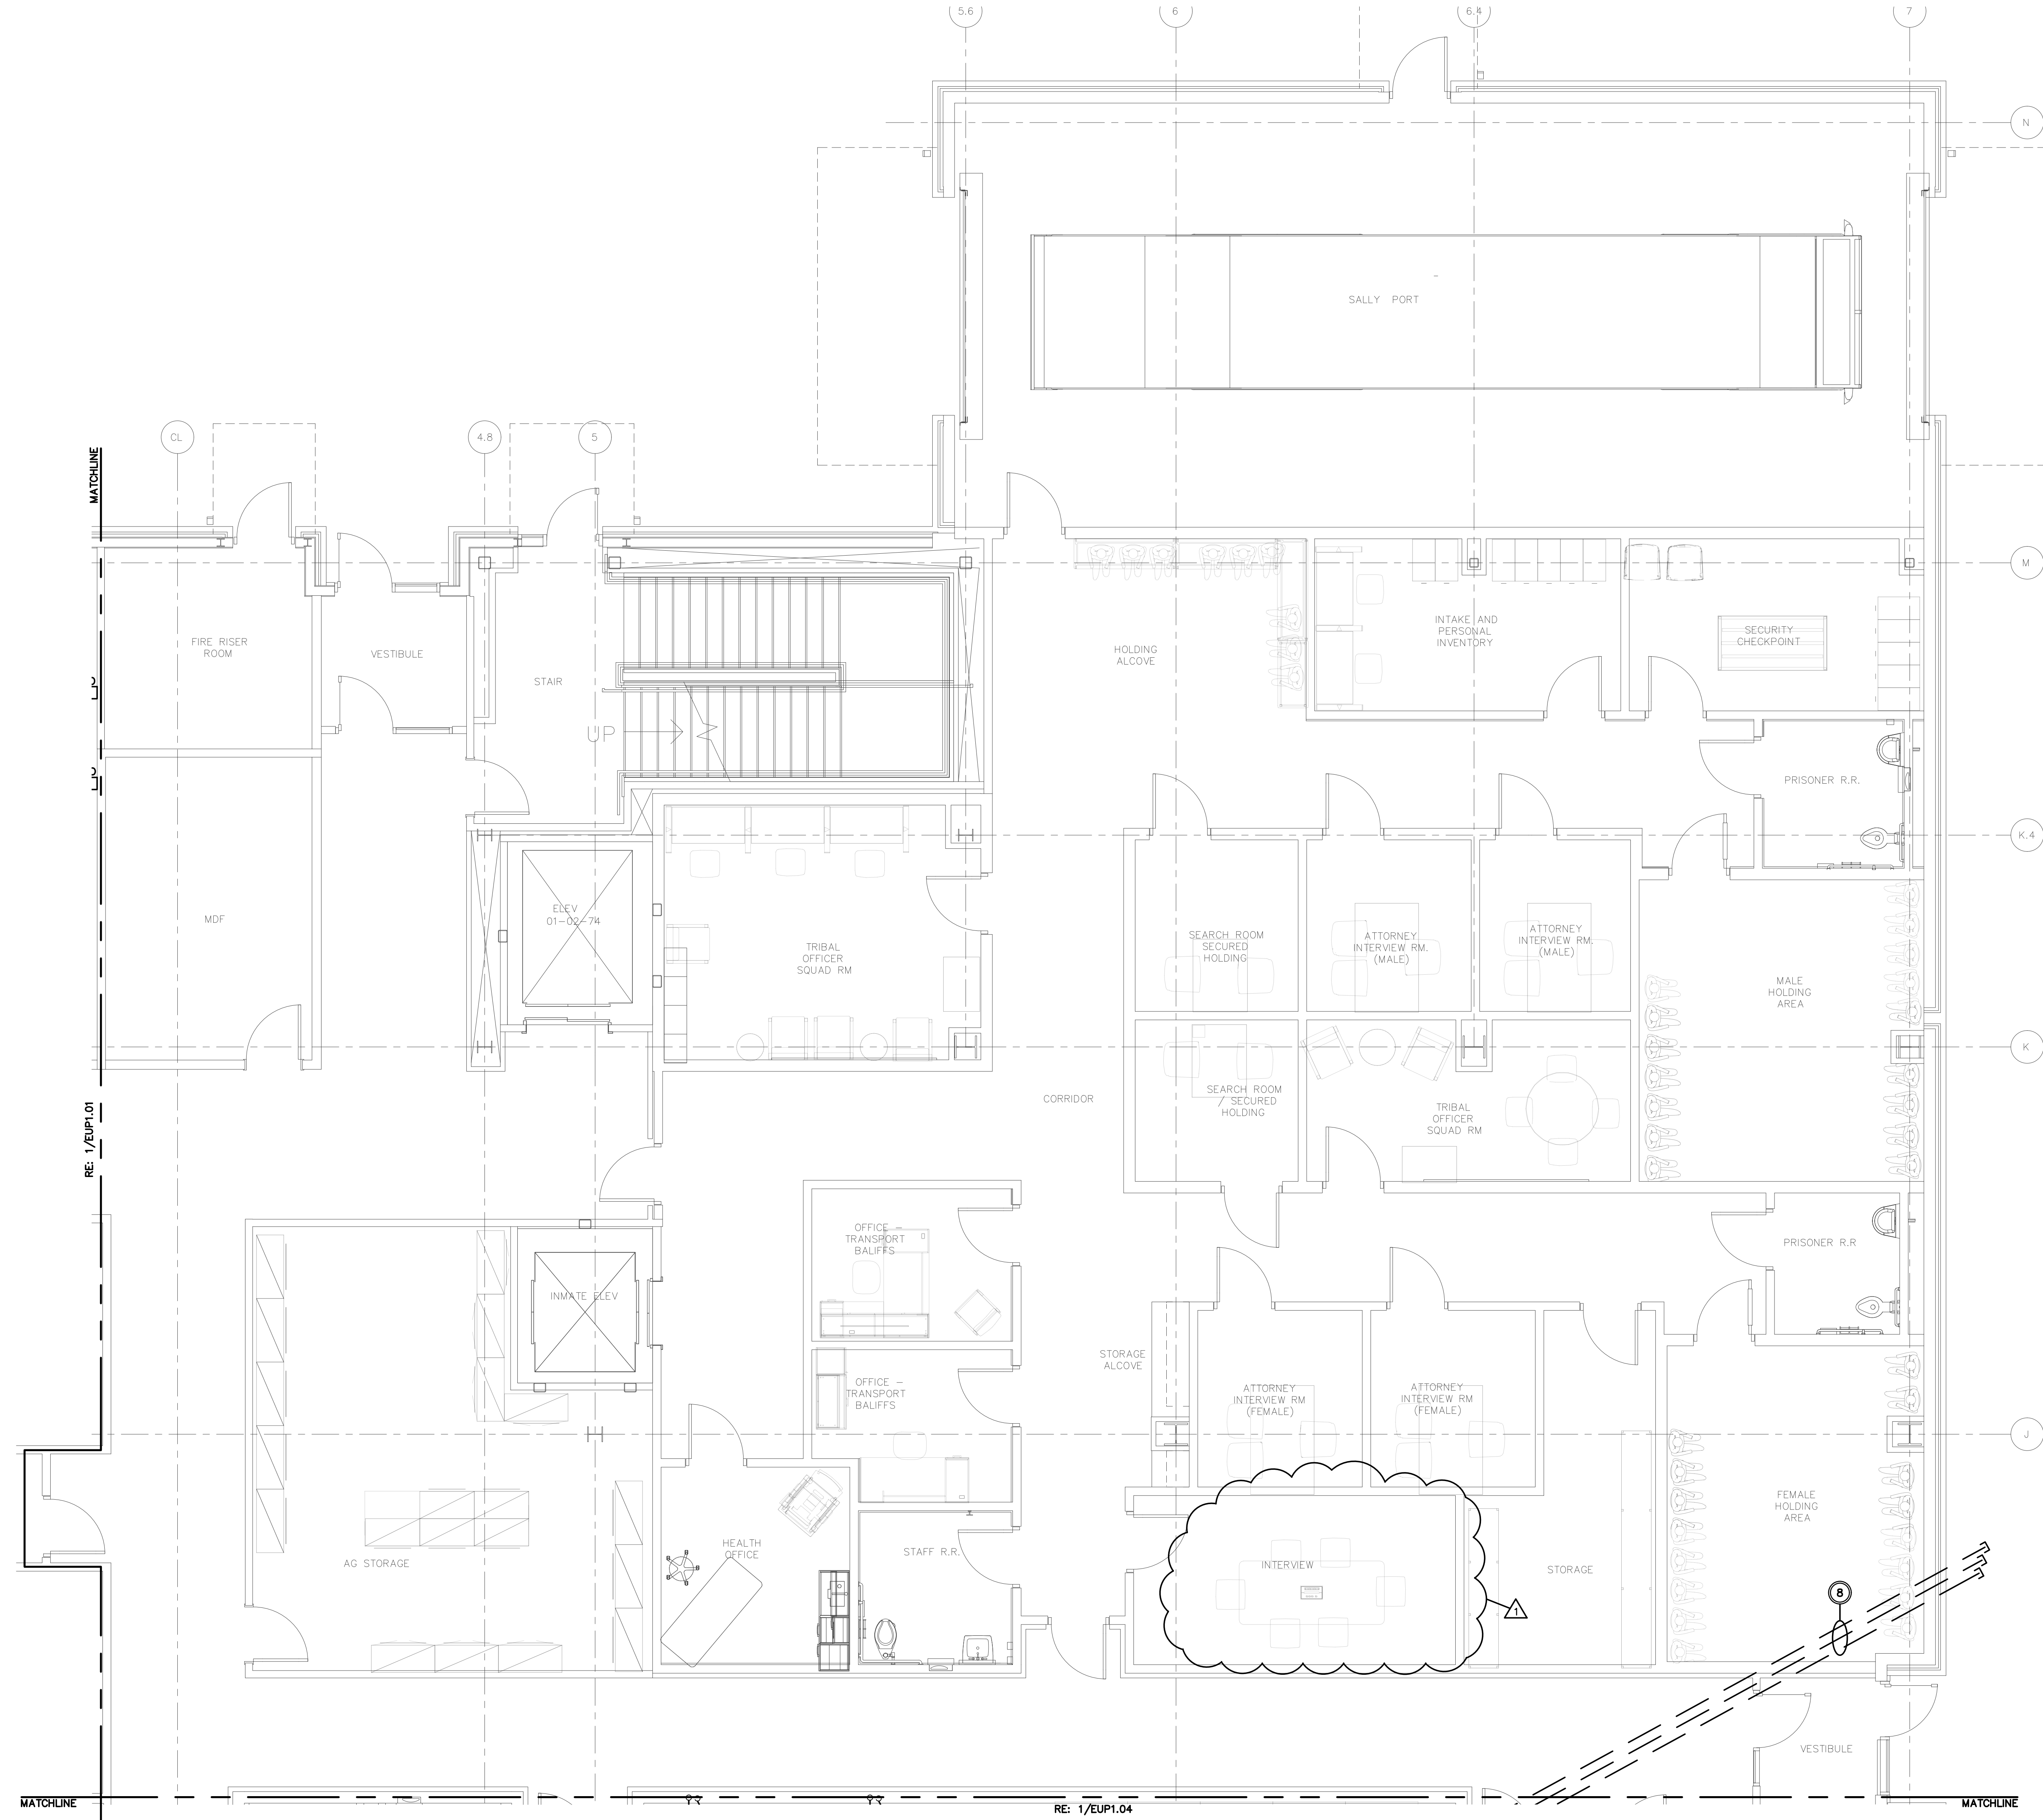 5.6
6
6.4
7
N
SALLY PORT
CL
4.8
5
MATCHLINE
M
FIRE RISER
ROOM
VESTIBULE
STAIR
UP
HOLDING
ALCOVE
INTAKE AND
PERSONAL
INVENTORY
SECURITY
CHECKPOINT
PRISONER R.R.
K.4
MDF
ELEV
01-02-74
TRIBAL
OFFICER
SQUAD RM
SEARCH ROOM
SECURED
HOLDING
ATTORNEY
INTERVIEW RM.
(MALE)
ATTORNEY
INTERVIEW RM.
(MALE)
MALE
HOLDING
AREA
K
RE: 1/EUP1.01
CORRIDOR
SEARCH ROOM
/ SECURED
HOLDING
TRIBAL
OFFICER
SQUAD RM
OFFICE
TRANSPORT
BALIFFS
PRISONER R.R
INMATE ELEV
STORAGE
ALCOVE
OFFICE -
TRANSPORT
BALIFFS
ATTORNEY
INTERVIEW RM
(FEMALE)
ATTORNEY
INTERVIEW RM
(FEMALE)
J
FEMALE
HOLDING
AREA
HEALTH
OFFICE
STAFF R.R.
AG STORAGE
INTERVIEW
STORAGE
8
1
VESTIBULE
MATCHLINE
RE: 1/EUP1.04
MATCHLINE